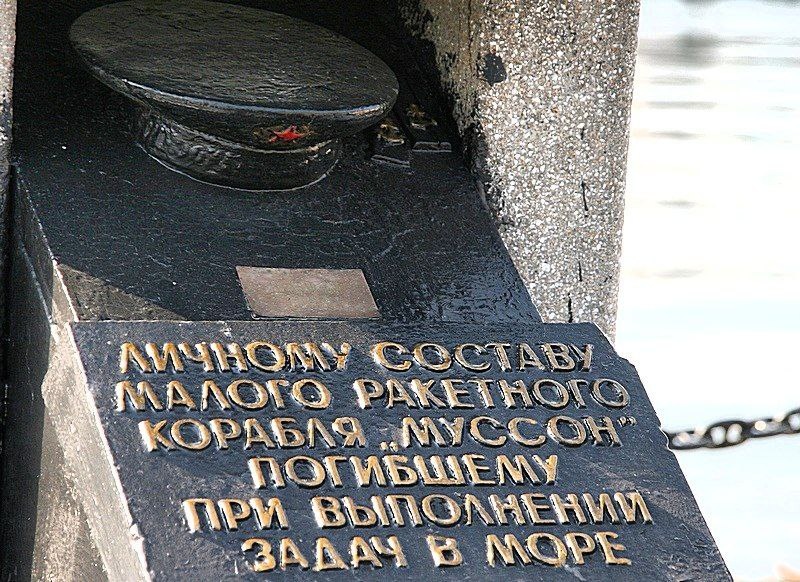 ЛИЧНОМУ СОСТАВУ
МАЛОГО РАКЕТНОГО
КОРАБЛЯ „МУССОН"
ПОГИБШЕМУ
ПРИ ВЫПОЛНЕНИИ
ЗАДАЧ В МОРЕ